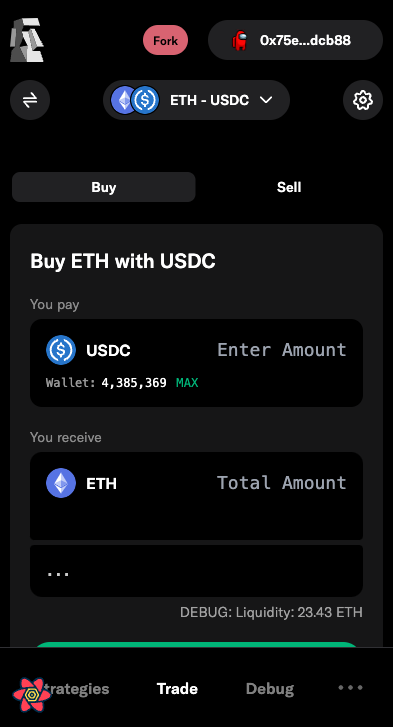 Fork
0x75e...dcb88
ETH - USDC
Buy
Sell
Buy ETH with USDC
You pay
USDC
Enter Amount
Wallet: 4,385,369 MAX
You receive
ETH
Total Amount
...
DEBUG: Liquidity: 23.43 ETH
trategies
Trade
Debug